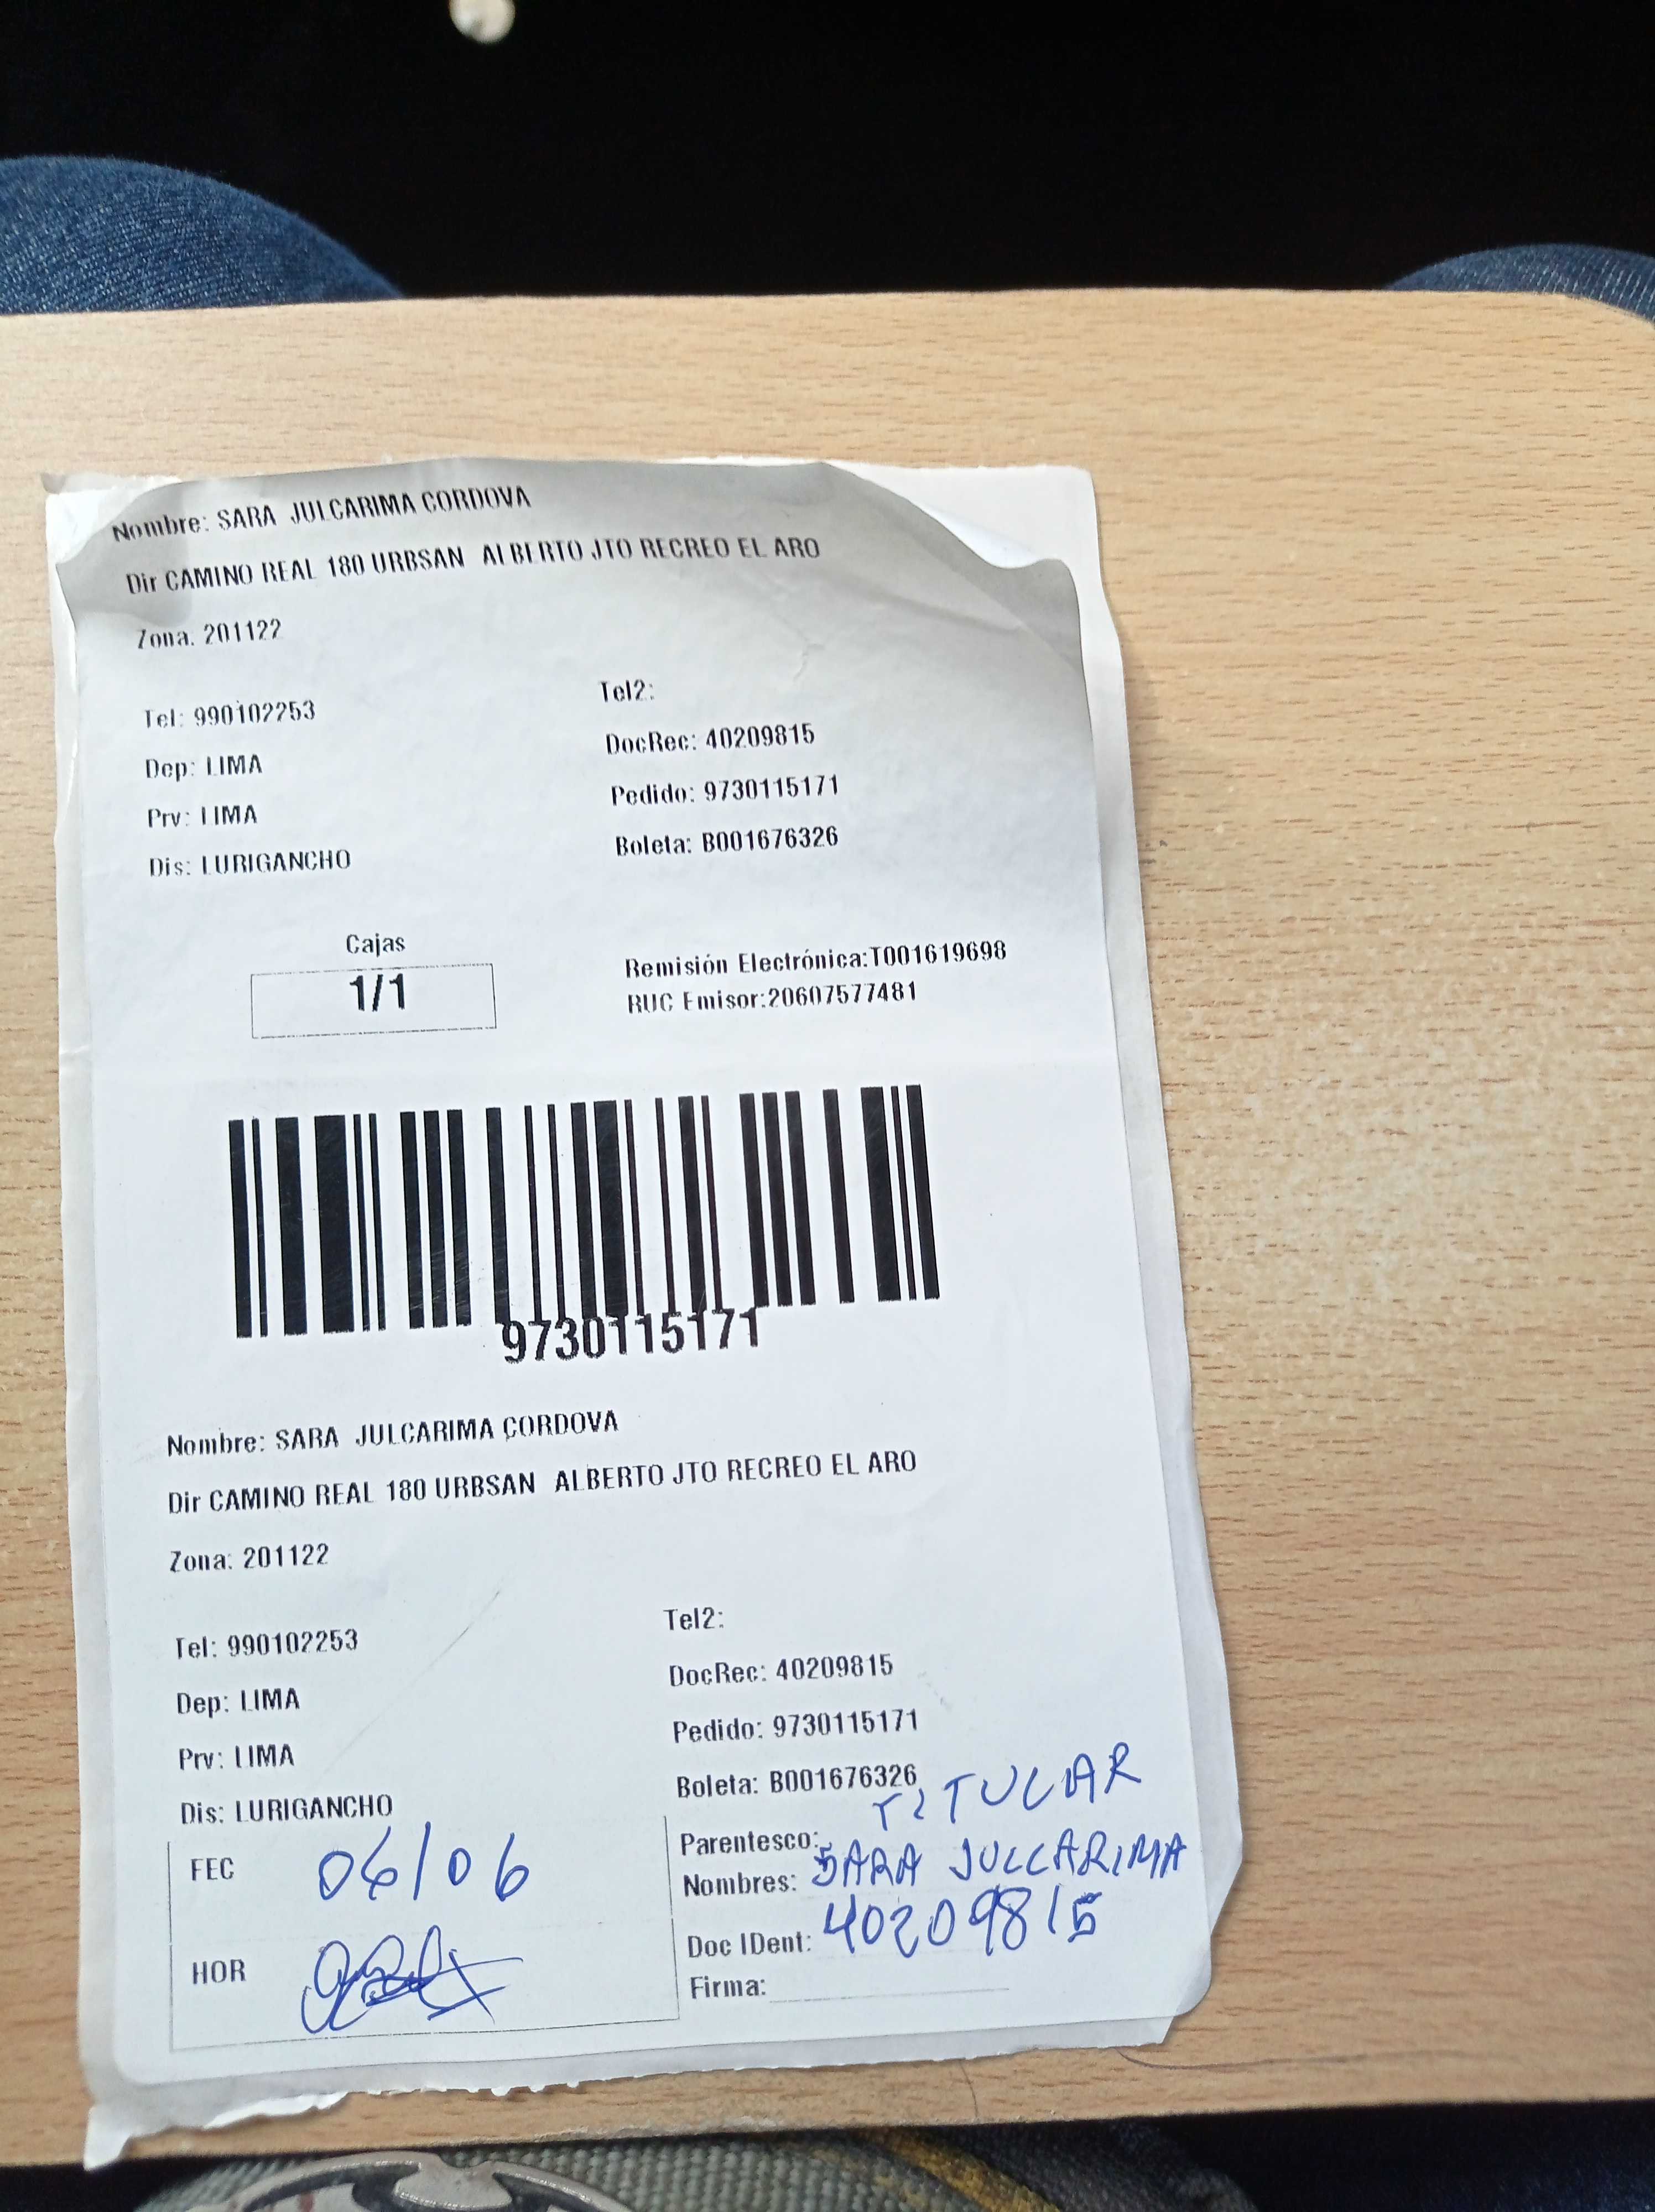 Nombre: SARA JULCARIMA CORDOVA
Dir CAMINO REAL 180 URBSAN ALBERTO JTO RECREO EL ARO
Zona. 201122
Tel: 990102253
Tel2:
Dep: LIMA
DocRec: 40209815
Prv: LIMA
Pedido: 9730115171
Dis: LURIGANCHO
Boleta: B001676326
Cajas
1/1
Remisión Electrónica:T001619698
RUC Emisor:20607577481
9730115171
Nombre: SARA JULCARIMA CORDOVA
Dir CAMINO REAL 180 URBSAN ALBERTO JTO RECREO EL ARO
Zona: 201122
Tel: 990102253
Tel2:
Dep: LIMA
DocRec: 40209815
Prv: LIMA
Pedido: 9730115171
Dis: LURIGANCHO
Boleta: B001676326
FEC 06/06
HOR
Parentesco: TITULAR
Nombres: SARA JULCARIMA
Doc IDent: 40209815
Firma: